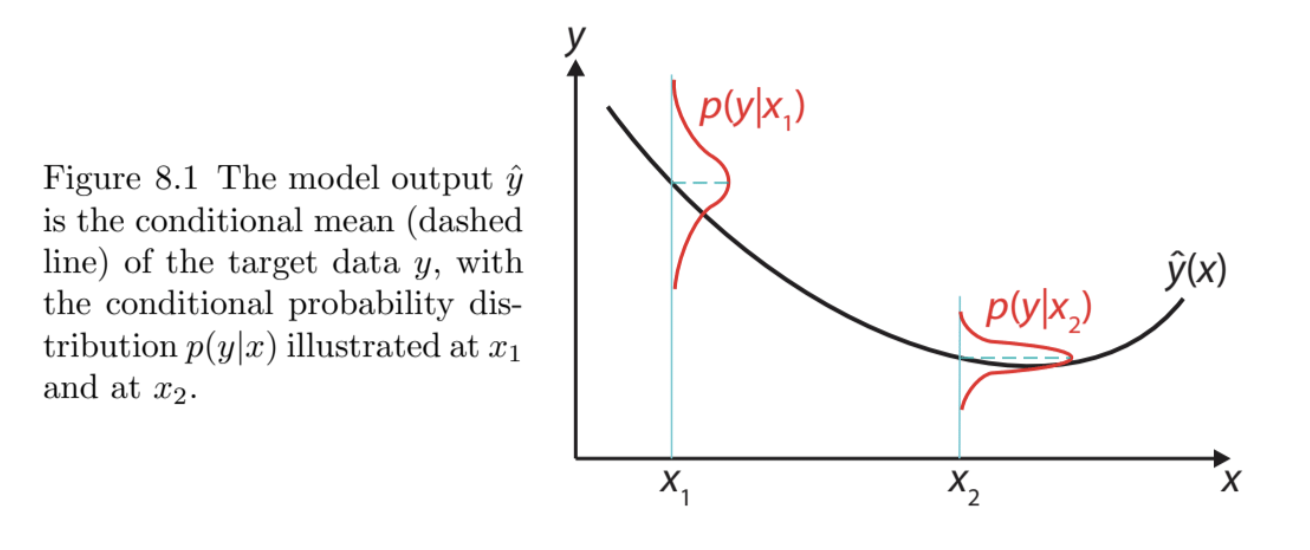 Figure 8.1 The model output ŷ
is the conditional mean (dashed
line) of the target data y, with
the conditional probability dis-
tribution p(y|x) illustrated at x₁
and at x₂.
y
p(y|x₁)
ŷ(x)
p(y|x₂)
x₁
x₂
x